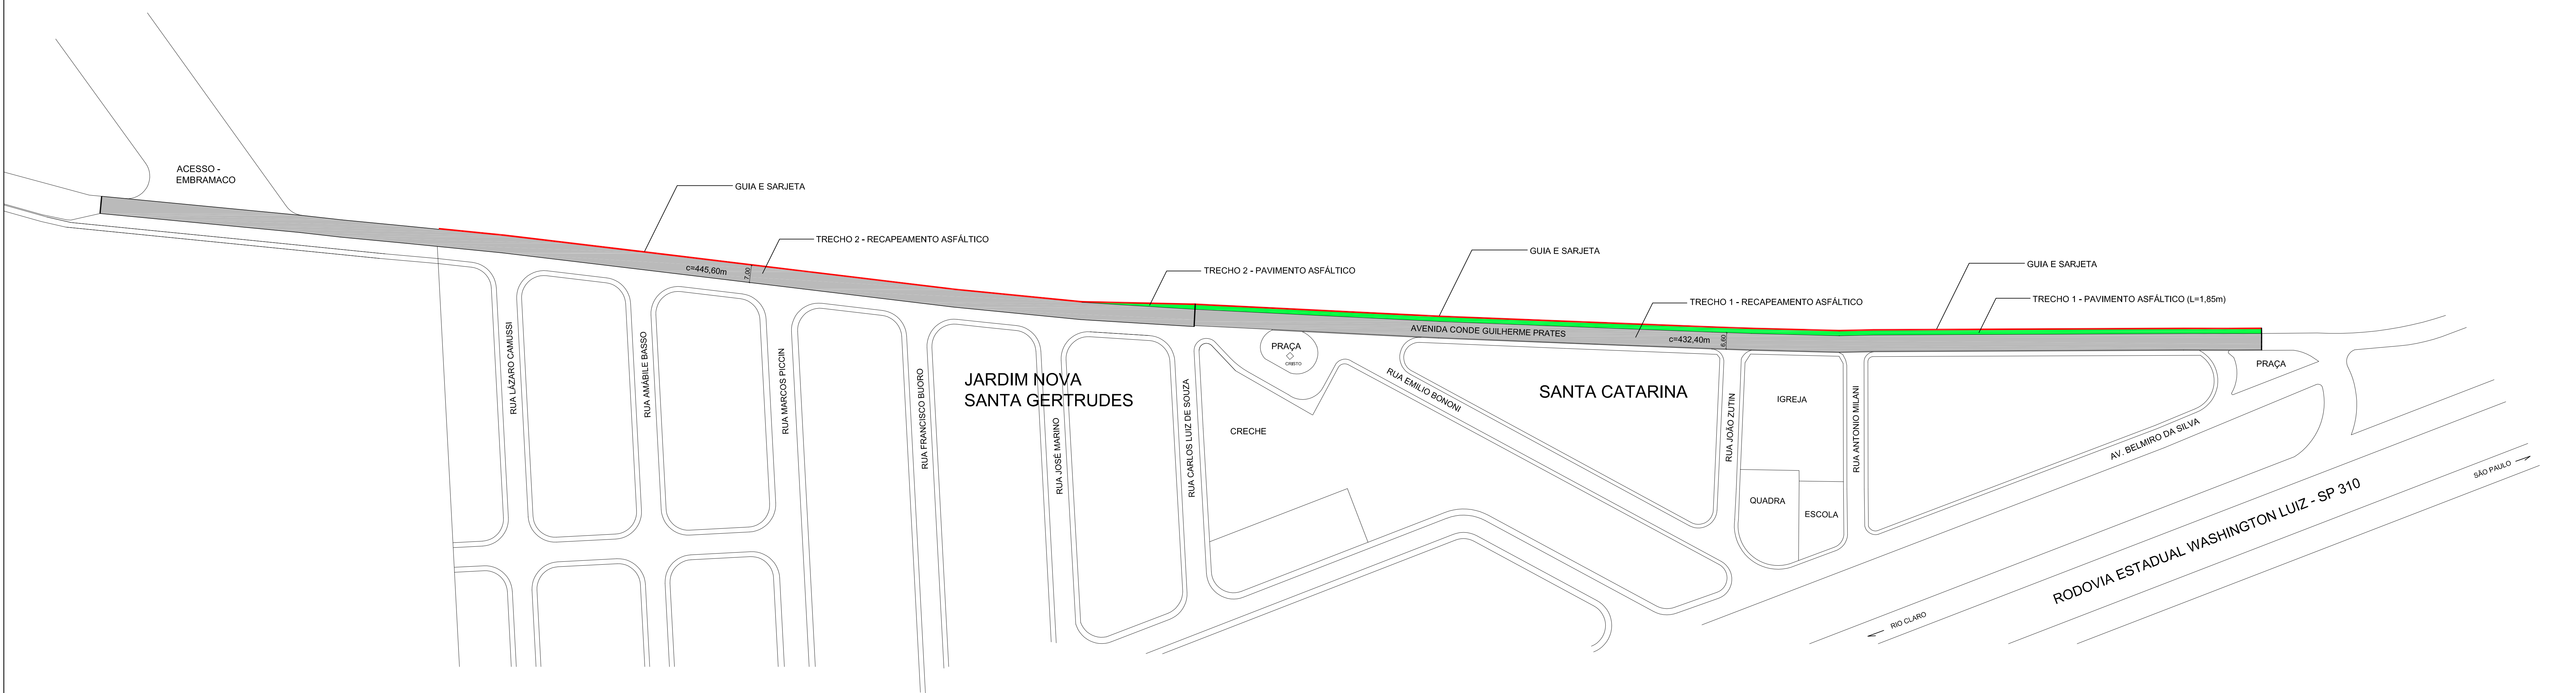 ACESSO -
EMBRAMACO
GUIA E SARJETA
TRECHO 2 - RECAPEAMENTO ASFÁLTICO
c=445,60m
7,00
TRECHO 2 - PAVIMENTO ASFÁLTICO
GUIA E SARJETA
TRECHO 1 - RECAPEAMENTO ASFÁLTICO
GUIA E SARJETA
TRECHO 1 - PAVIMENTO ASFÁLTICO (L=1,85m)
AVENIDA CONDE GUILHERME PRATES
c=432,40m
6,60
RUA LÁZARO CAMUSSI
RUA AMÁBILE BASSO
RUA MARCOS PICCIN
RUA FRANCISCO BUORO
JARDIM NOVA
SANTA GERTRUDES
RUA JOSÉ MARINO
RUA CARLOS LUIZ DE SOUZA
PRAÇA
CRISTO
CRECHE
RUA EMILIO BONONI
SANTA CATARINA
RUA JOÃO ZUTIN
IGREJA
QUADRA
ESCOLA
RUA ANTONIO MILANI
PRAÇA
AV. BELMIRO DA SILVA
RODOVIA ESTADUAL WASHINGTON LUIZ - SP 310
SÃO PAULO
RIO CLARO